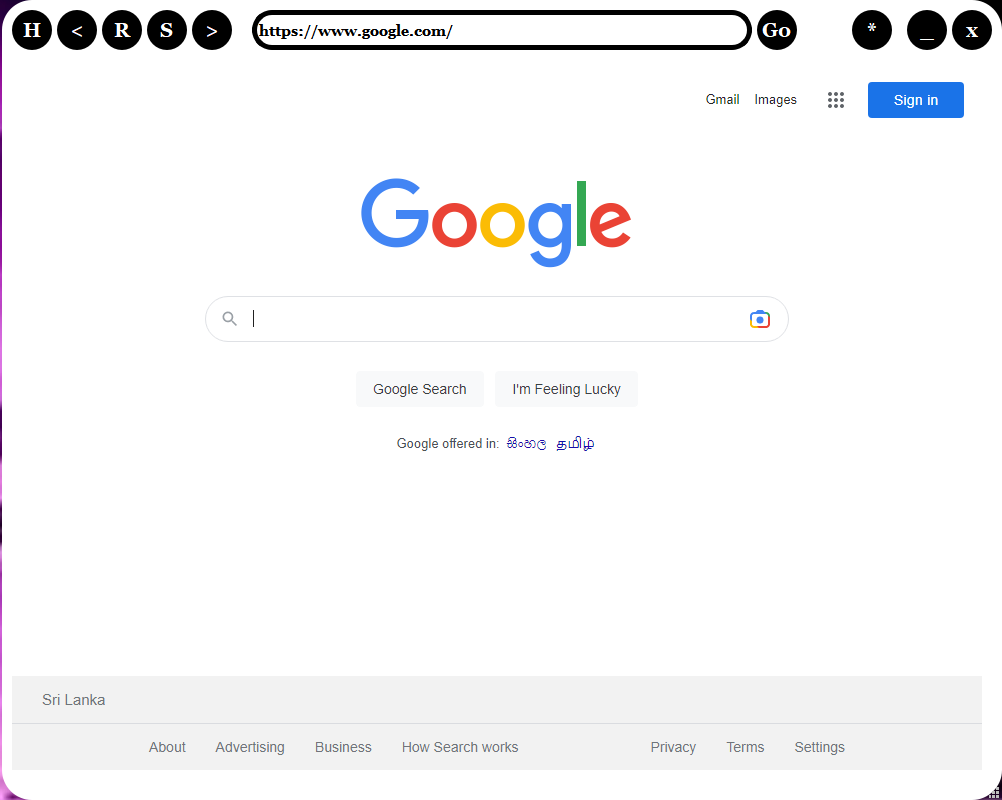 H < R S > https://www.google.com/ Go * _ x
Gmail Images Sign in
Google
Google Search I'm Feeling Lucky
Google offered in: සිංහල தமிழ்
Sri Lanka
About Advertising Business How Search works Privacy Terms Settings